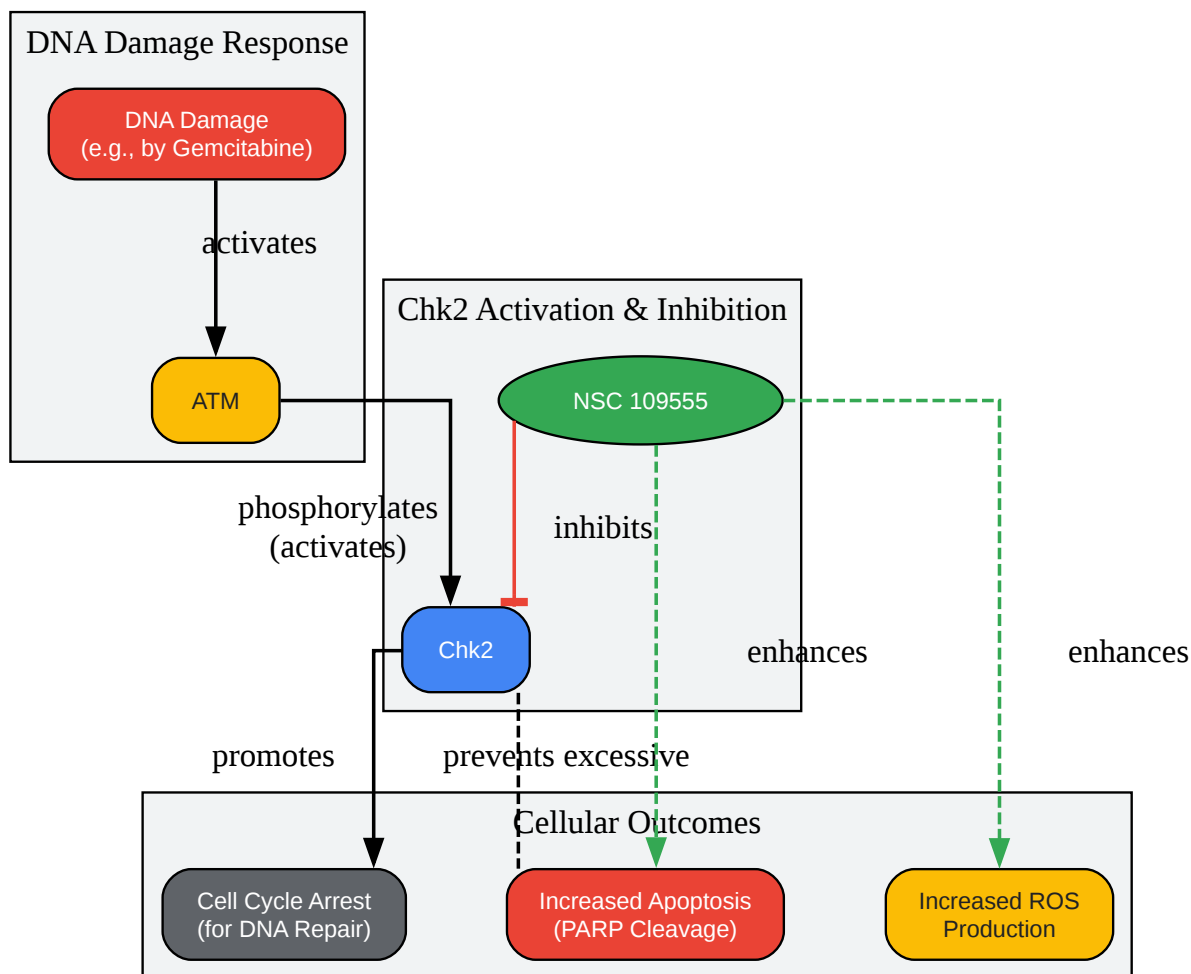 DNA Damage Response
DNA Damage
(e.g., by Gemcitabine)
activates
Chk2 Activation & Inhibition
ATM
NSC 109555
phosphorylates
(activates)
inhibits
Chk2
enhances
enhances
promotes
prevents excessive
Cellular Outcomes
Cell Cycle Arrest
(for DNA Repair)
Increased Apoptosis
(PARP Cleavage)
Increased ROS
Production